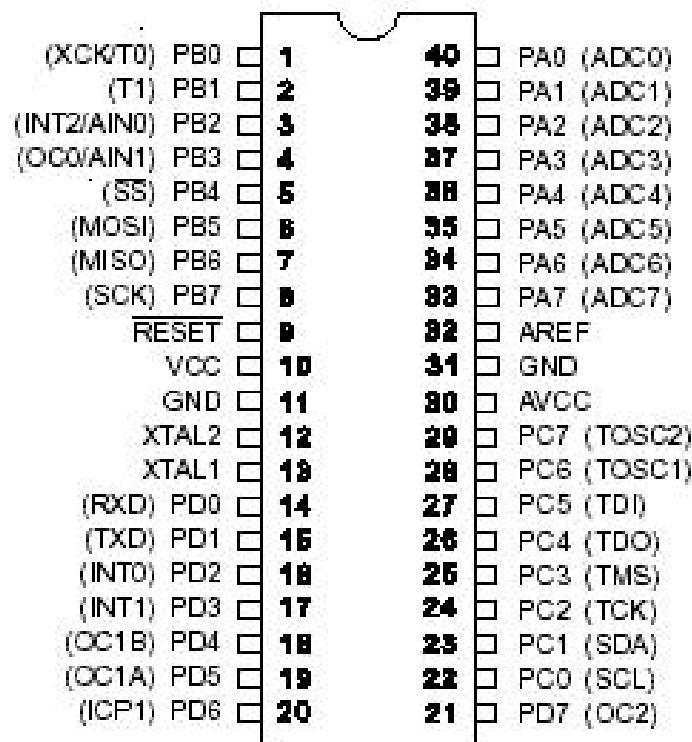 (XCK/T0) PB0 1 40 PA0 (ADC0)
(T1) PB1 2 39 PA1 (ADC1)
(INT2/AIN0) PB2 3 38 PA2 (ADC2)
(OC0/AIN1) PB3 4 37 PA3 (ADC3)
(SS) PB4 5 36 PA4 (ADC4)
(MOSI) PB5 6 35 PA5 (ADC5)
(MISO) PB6 7 34 PA6 (ADC6)
(SCK) PB7 8 33 PA7 (ADC7)
RESET 9 32 AREF
VCC 10 31 GND
GND 11 30 AVCC
XTAL2 12 29 PC7 (TOSC2)
XTAL1 13 28 PC6 (TOSC1)
(RXD) PD0 14 27 PC5 (TDI)
(TXD) PD1 15 26 PC4 (TDO)
(INT0) PD2 16 25 PC3 (TMS)
(INT1) PD3 17 24 PC2 (TCK)
(OC1B) PD4 18 23 PC1 (SDA)
(OC1A) PD5 19 22 PC0 (SCL)
(ICP1) PD6 20 21 PD7 (OC2)